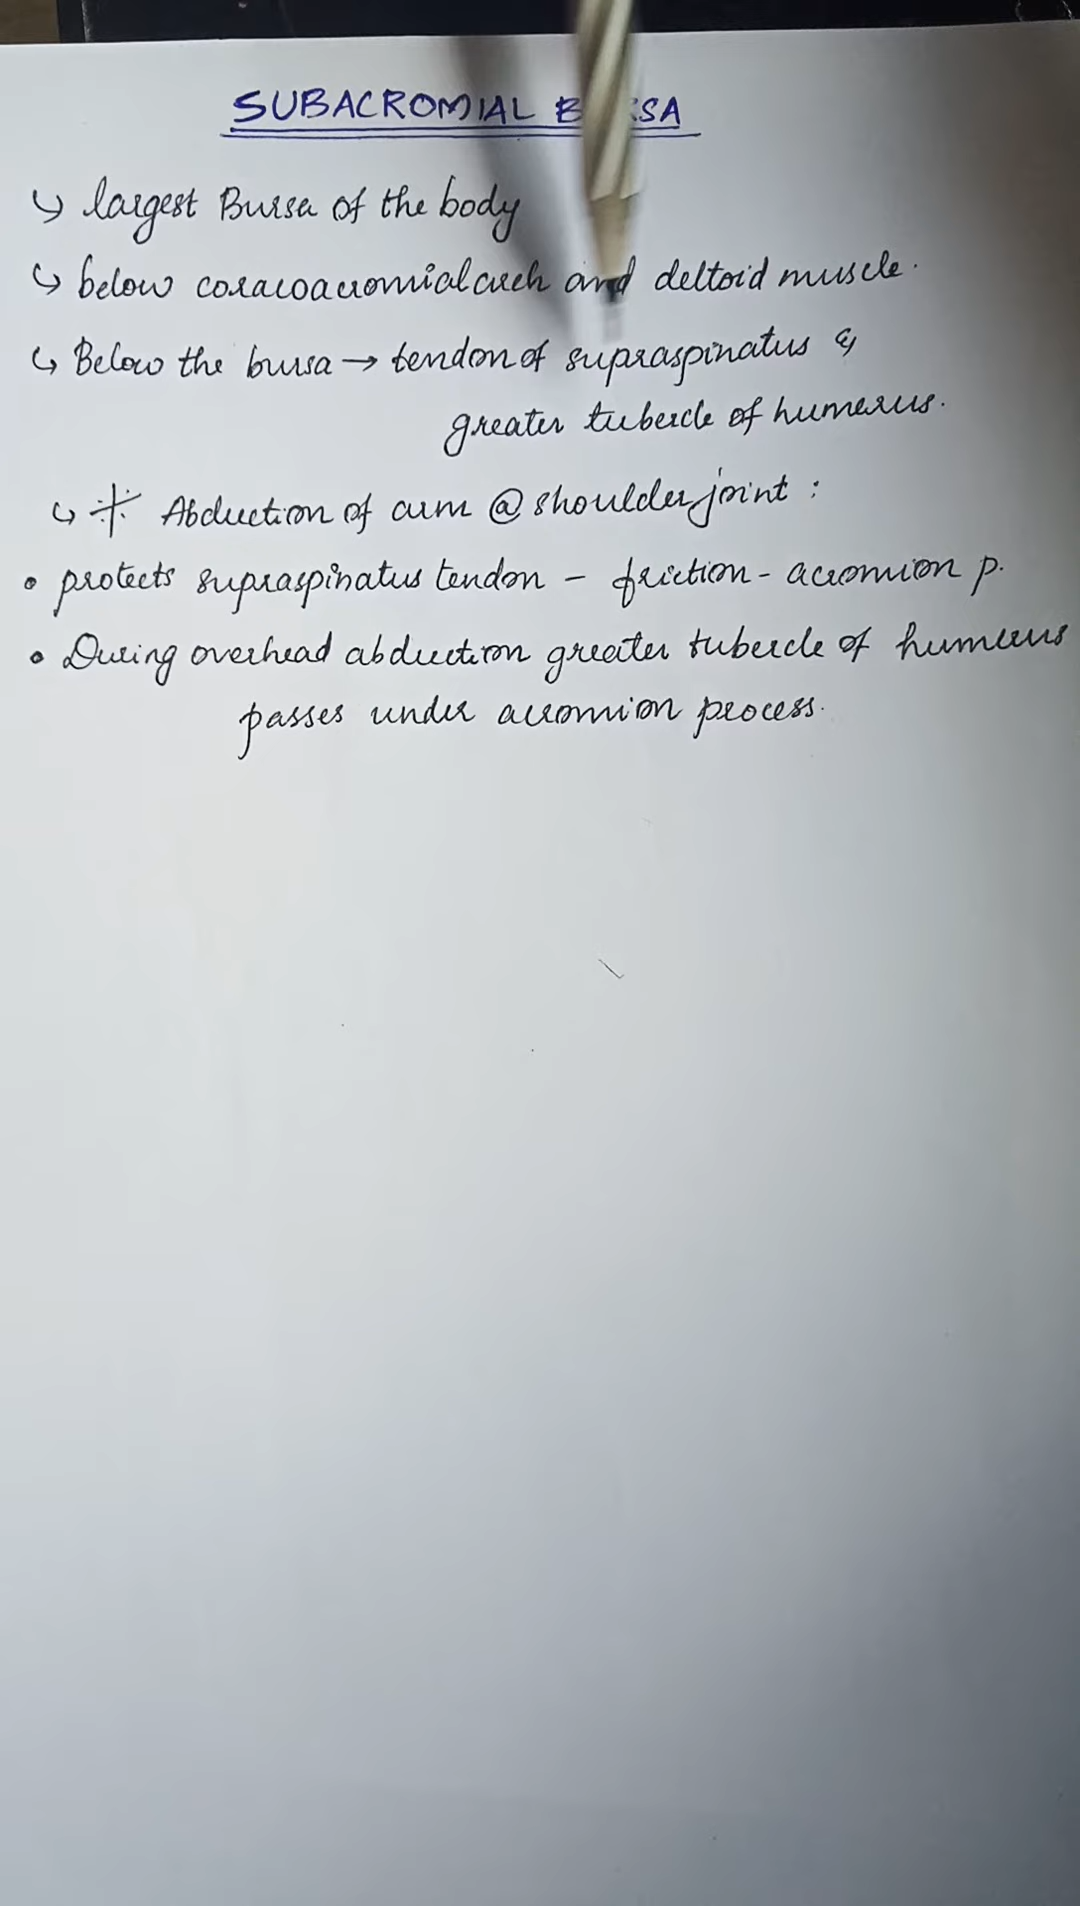 SUBACROMIAL
↳ largest Bursa of the body
↳ below coracoacromial arch and deltoid muscle.
↳ Below the bursa → tendon of supraspinatus &
greater tubercle of humerus.
↳ * Abduction of arm @ shoulder joint :
• protects supraspinatus tendon - friction - acromion p.
• During overhead abduction greater tubercle of humerus
passes under acromion process.